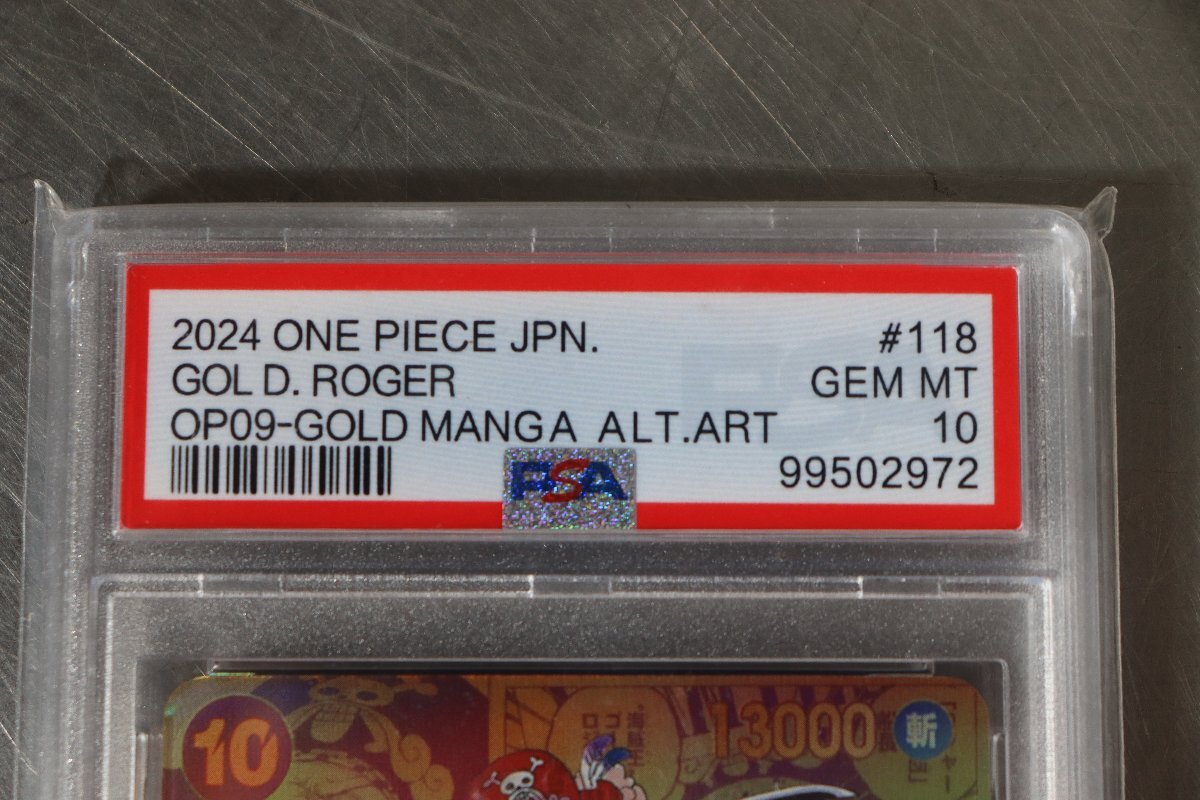 2024 ONE PIECE JPN. #118
GOL D. ROGER GEM MT
OP09-GOLD MANGA ALT.ART 10
PSA 99502972
10 13000 斬